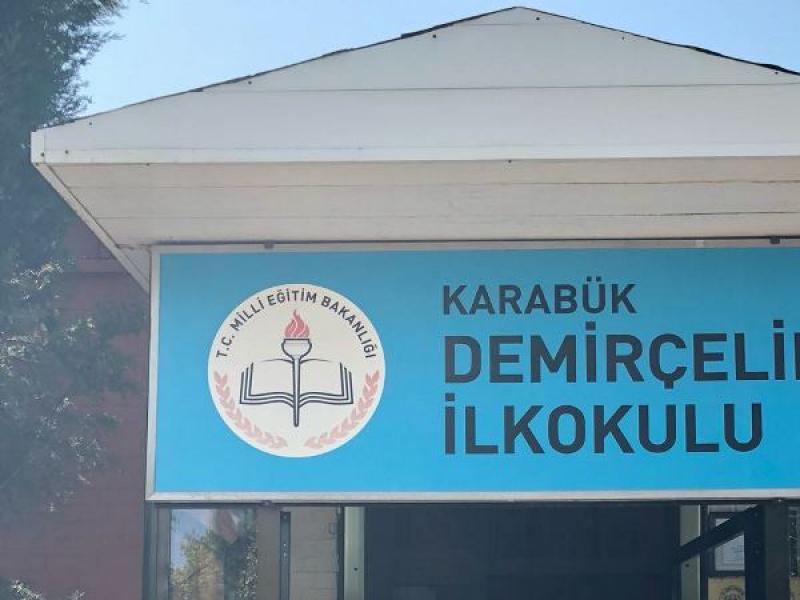 T.C. MİLLİ EĞİTİM BAKANLIĞI
KARABÜK
DEMİRÇELİ
İLKOKULU